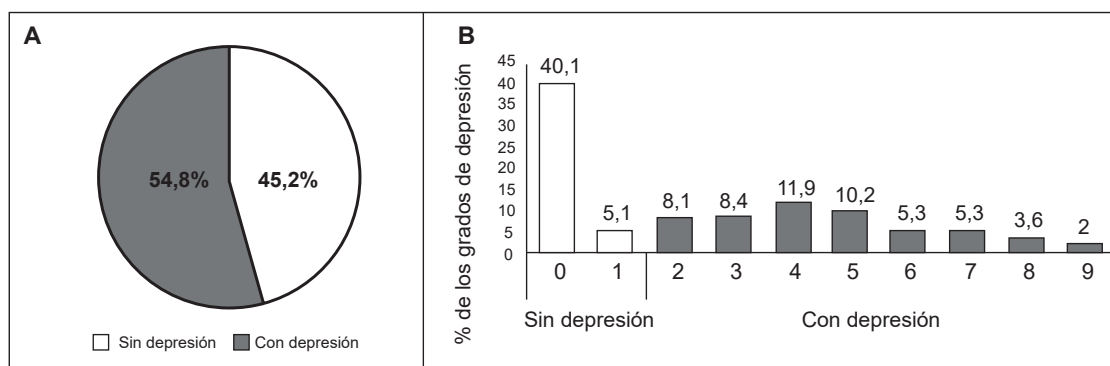 A
54,8%
45,2%
Sin depresión
Con depresión
B
% de los grados de depresión
45
40
35
30
25
20
15
10
5
0
40,1
5,1
8,1
8,4
11,9
10,2
5,3
5,3
3,6
2
0 1 2 3 4 5 6 7 8 9
Sin depresión
Con depresión